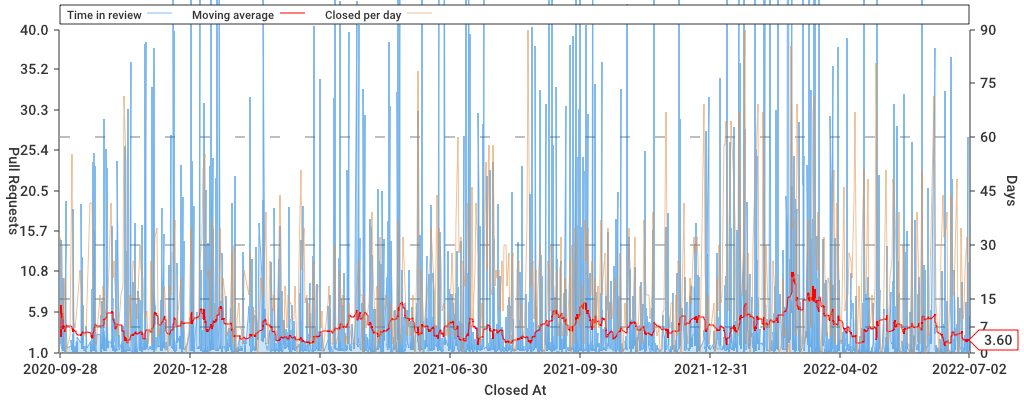 Time in review Moving average Closed per day
40.0 90
35.2 75
30.3
25.4 60
20.5 45
15.7 30
10.8
5.9 15
7
1.0 0
3.60
Pull Requests
Days
2020-09-28 2020-12-28 2021-03-30 2021-06-30 2021-09-30 2021-12-31 2022-04-02 2022-07-02
Closed At